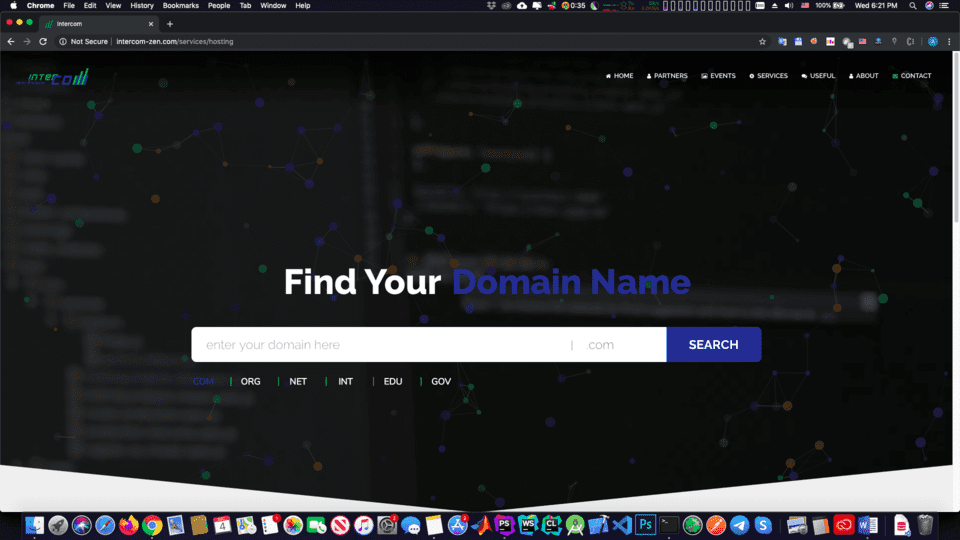 Chrome File Edit View History Bookmarks People Tab Window Help 0:35 100% Wed 6:21 PM
Intercom
Not Secure | intercom-zen.com/services/hosting
INTER COM
HOME PARTNERS EVENTS SERVICES USEFUL ABOUT CONTACT
Find Your Domain Name
enter your domain here | .com SEARCH
COM | ORG | NET | INT | EDU | GOV